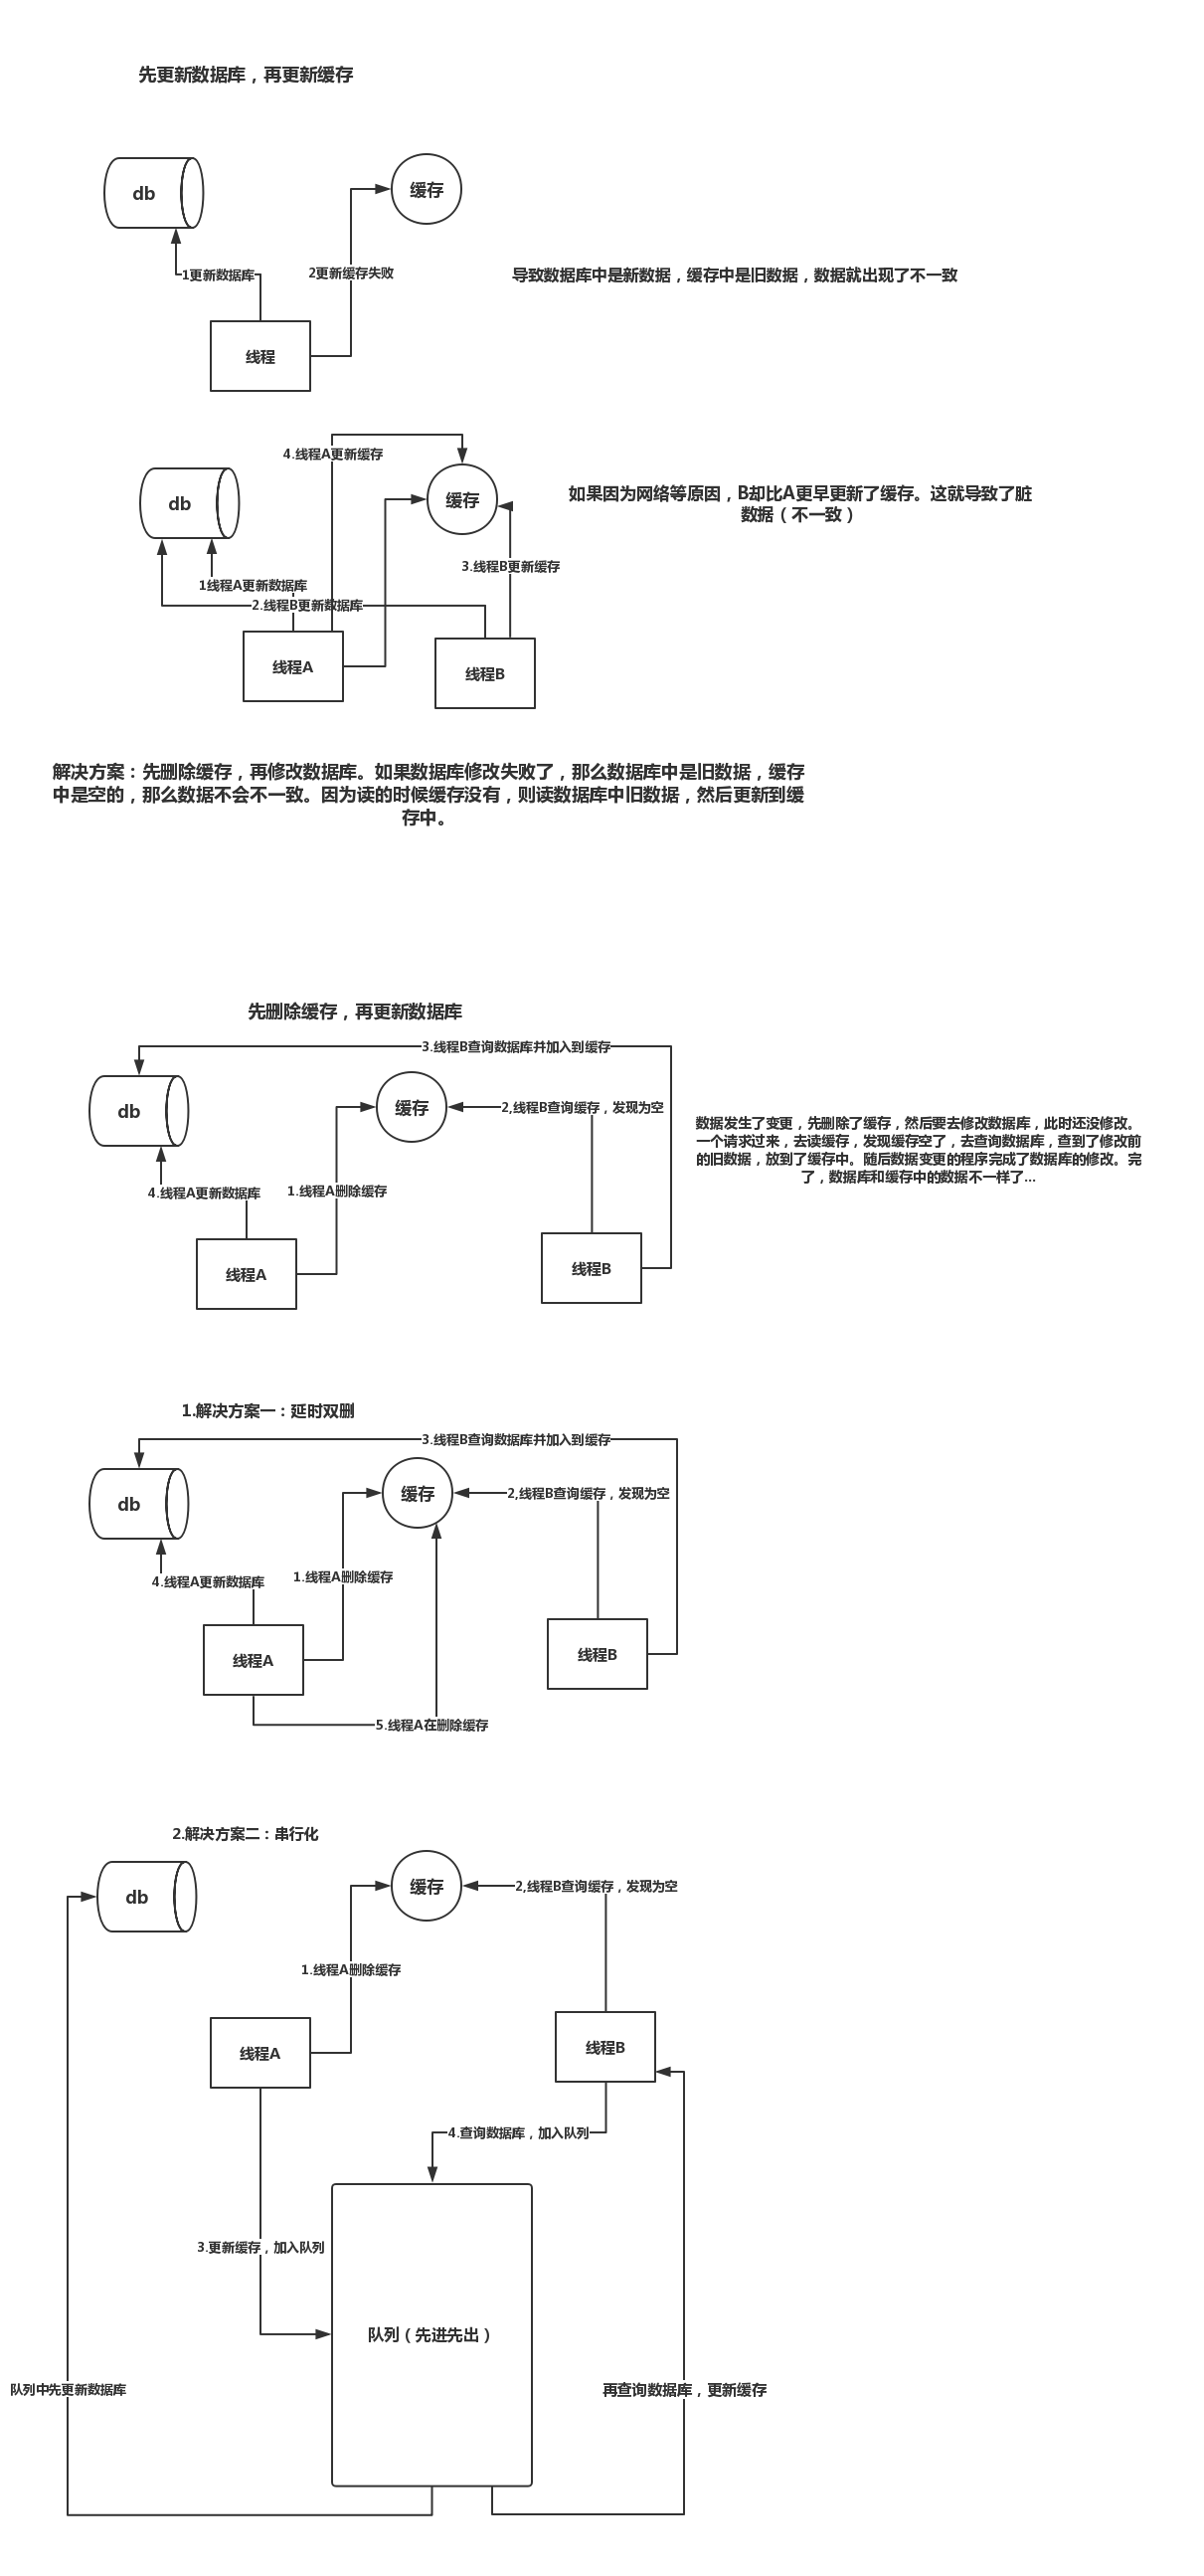 先更新数据库，再更新缓存
db
缓存
1更新数据库
2更新缓存失败
导致数据库中是新数据，缓存中是旧数据，数据就出现了不一致
线程
4.线程A更新缓存
db
缓存
如果因为网络等原因，B却比A更早更新了缓存。这就导致了脏
数据（不一致）
3.线程B更新缓存
1线程A更新数据库
2.线程B更新数据库
线程A
线程B
解决方案：先删除缓存，再修改数据库。如果数据库修改失败了，那么数据库中是旧数据，缓存
中是空的，那么数据不会不一致。因为读的时候缓存没有，则读数据库中旧数据，然后更新到缓
存中。
先删除缓存，再更新数据库
3.线程B查询数据库并加入到缓存
db
缓存
2,线程B查询缓存，发现为空
数据发生了变更，先删除了缓存，然后要去修改数据库，此时还没修改。
一个请求过来，去读缓存，发现缓存空了，去查询数据库，查到了修改前
的旧数据，放到了缓存中。随后数据变更的程序完成了数据库的修改。完
了，数据库和缓存中的数据不一样了...
4.线程A更新数据库
1.线程A删除缓存
线程A
线程B
1.解决方案一：延时双删
3.线程B查询数据库并加入到缓存
db
缓存
2,线程B查询缓存，发现为空
4.线程A更新数据库
1.线程A删除缓存
线程A
线程B
5.线程A在删除缓存
2.解决方案二：串行化
db
缓存
2,线程B查询缓存，发现为空
1.线程A删除缓存
线程A
线程B
4.查询数据库，加入队列
3.更新缓存，加入队列
队列（先进先出）
队列中先更新数据库
再查询数据库，更新缓存